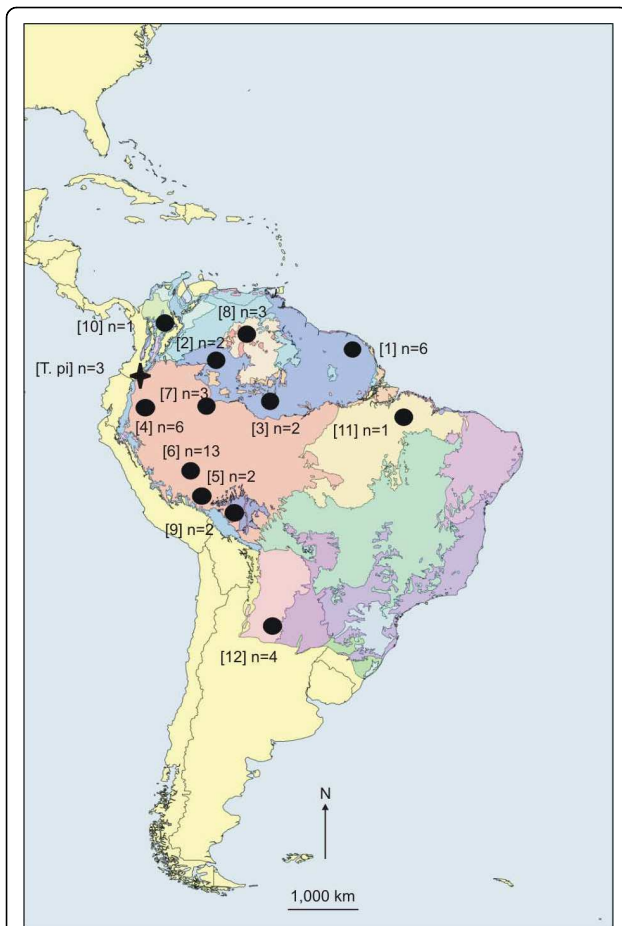 [8] n=3
[10] n=1
[2] n=2
[1] n=6
[T. pi] n=3
[7] n=3
[4] n=6
[3] n=2
[11] n=1
[6] n=13
[5] n=2
[9] n=2
[12] n=4
N
1,000 km